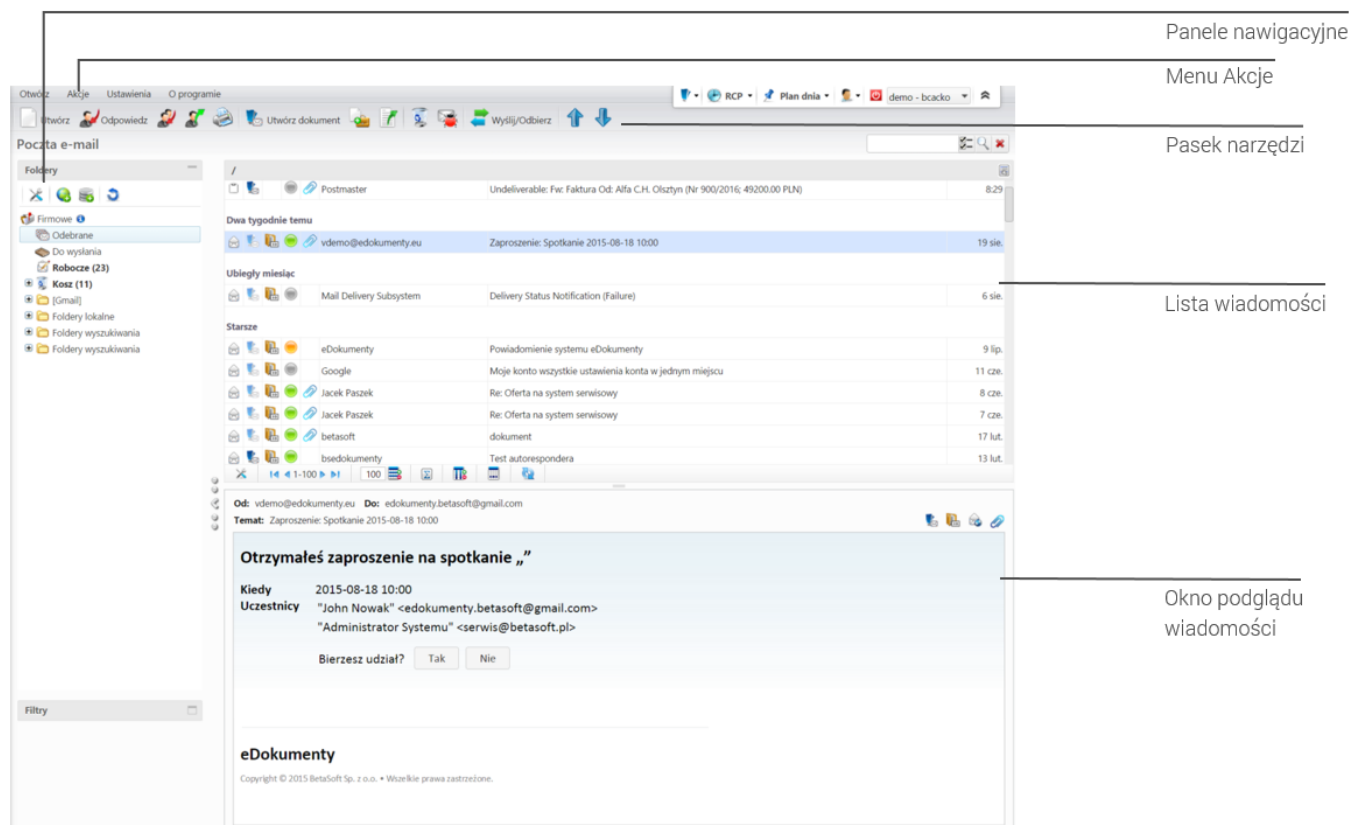 Panele nawigacyjne
Menu Akcje
Otwórz Akcje Ustawienia O programie
RCP Plan dnia demo - bcacko
Utwórz Odpowiedz Utwórz dokument Wyślij/Odbierz
Pasek narzędzi
Poczta e-mail
Foldery
/
Postmaster Undeliverable: Fw: Faktura Od: Alfa C.H. Olsztyn (Nr 900/2016; 49200.00 PLN) 8:29
Firmowe
Dwa tygodnie temu
Odebrane
vdemo@edokumenty.eu Zaproszenie: Spotkanie 2015-08-18 10:00 19 sie.
Do wysłania
Robocze (23)
Ubiegły miesiąc
Kosz (11)
[Gmail]
Mail Delivery Subsystem Delivery Status Notification (Failure) 6 sie.
Lista wiadomości
Foldery lokalne
Foldery wyszukiwania
Starsze
Foldery wyszukiwania
eDokumenty Powiadomienie systemu eDokumenty 9 lip.
Google Moje konto wszystkie ustawienia konta w jednym miejscu 11 cze.
Jacek Paszek Re: Oferta na system serwisowy 8 cze.
Jacek Paszek Re: Oferta na system serwisowy 7 cze.
betasoft dokument 17 lut.
bsedokumenty Test autorespondera 13 lut.
1-100 100
Od: vdemo@edokumenty.eu Do: edokumenty.betasoft@gmail.com
Temat: Zaproszenie: Spotkanie 2015-08-18 10:00
Otrzymałeś zaproszenie na spotkanie „”
Kiedy 2015-08-18 10:00
Uczestnicy "John Nowak" <edokumenty.betasoft@gmail.com>
"Administrator Systemu" <serwis@betasoft.pl>
Bierzesz udział? Tak Nie
Okno podglądu
wiadomości
Filtry
eDokumenty
Copyright © 2015 BetaSoft Sp. z o.o. • Wszelkie prawa zastrzeżone.